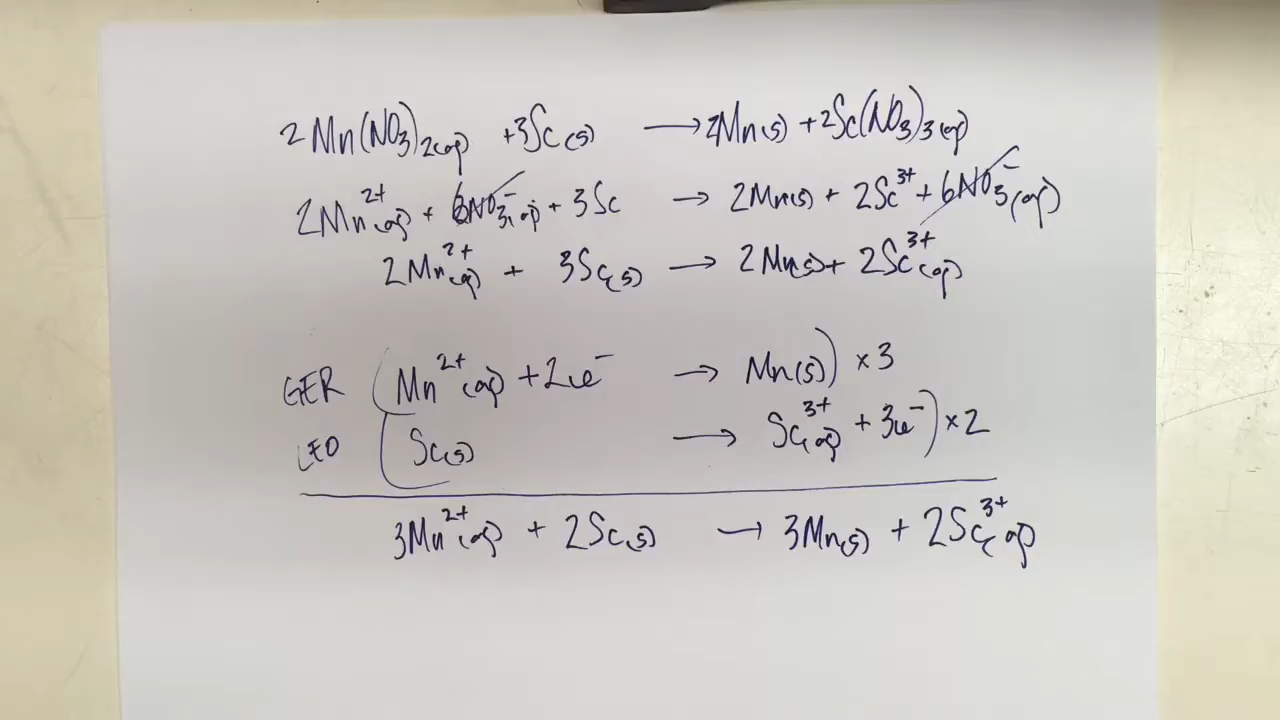 2Mn(NO₃)₂(aq) + 3Sc(s) → 2Mn(s) + 2Sc(NO₃)₃(aq)
2Mn²⁺(aq) + 6NO₃⁻(aq) + 3Sc → 2Mn(s) + 2Sc³⁺ + 6NO₃⁻(aq)
2Mn²⁺(aq) + 3Sc(s) → 2Mn(s) + 2Sc³⁺(aq)
GER (Mn²⁺(aq) + 2e⁻ → Mn(s)) × 3
LEO (Sc(s) → Sc³⁺(aq) + 3e⁻) × 2
3Mn²⁺(aq) + 2Sc(s) → 3Mn(s) + 2Sc³⁺(aq)